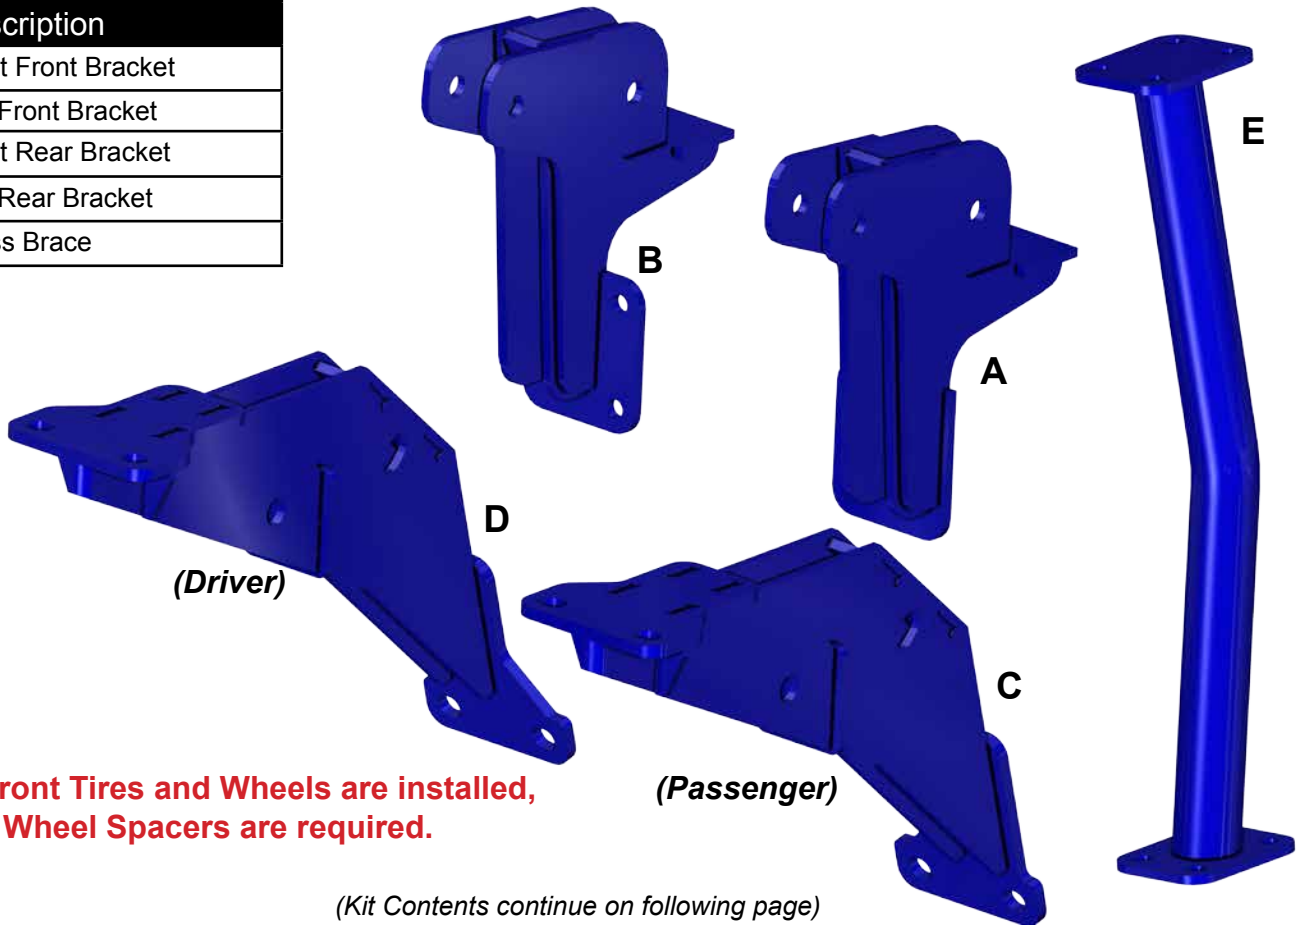 cription
t Front Bracket
Front Bracket
t Rear Bracket
Rear Bracket
s Brace
E
B
A
D
(Driver)
C
(Passenger)
ront Tires and Wheels are installed,
Wheel Spacers are required.
(Kit Contents continue on following page)